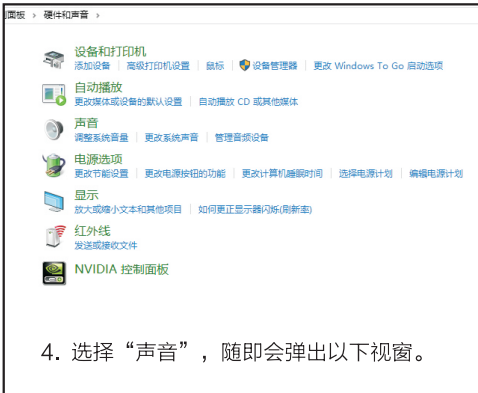 面板 › 硬件和声音 ›
设备和打印机
添加设备 | 高级打印机设置 | 鼠标 | 设备管理器 | 更改 Windows To Go 启动选项
自动播放
更改媒体或设备的默认设置 | 自动播放 CD 或其他媒体
声音
调整系统音量 | 更改系统声音 | 管理音频设备
电源选项
更改节能设置 | 更改电源按钮的功能 | 更改计算机睡眠时间 | 选择电源计划 | 编辑电源计划
显示
放大或缩小文本和其他项目 | 如何更正显示器闪烁(刷新率)
红外线
发送或接收文件
NVIDIA 控制面板
4. 选择“声音”，随即会弹出以下视窗。